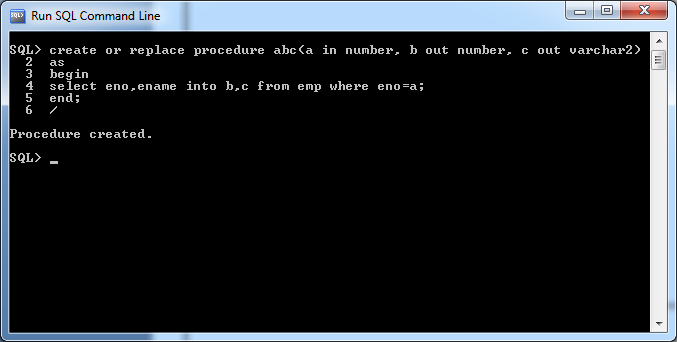 Run SQL Command Line
SQL> create or replace procedure abc(a in number, b out number, c out varchar2)
2 as
3 begin
4 select eno,ename into b,c from emp where eno=a;
5 end;
6 /
Procedure created.
SQL> _